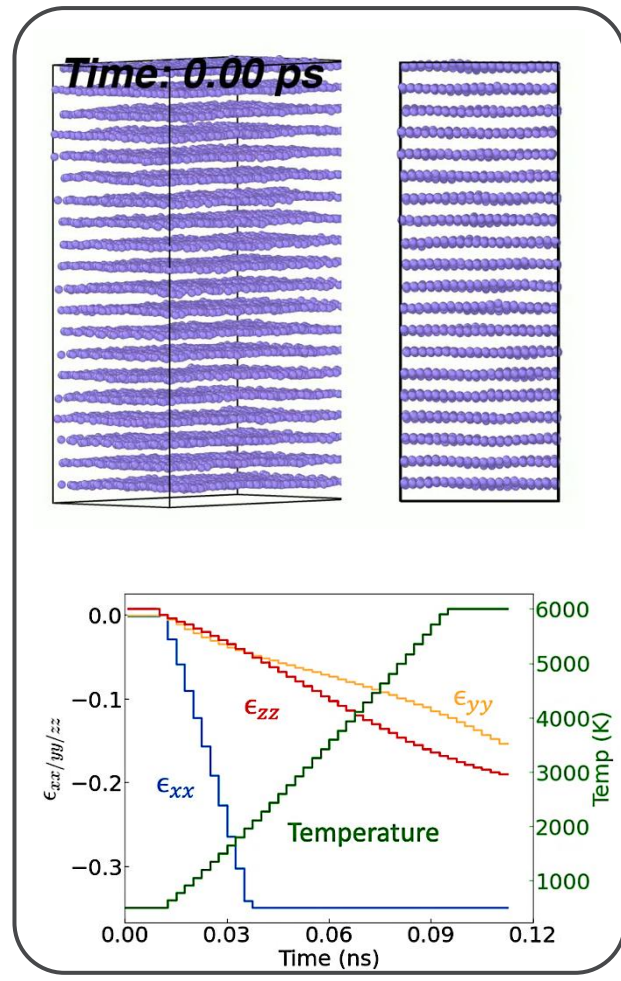 Time: 0.00 ps
ϵxx/yy/zz
0.0
−0.1
−0.2
−0.3
ϵzz
ϵyy
ϵxx
Temperature
6000
5000
4000
3000
2000
1000
Temp (K)
0.00 0.03 0.06 0.09 0.12
Time (ns)